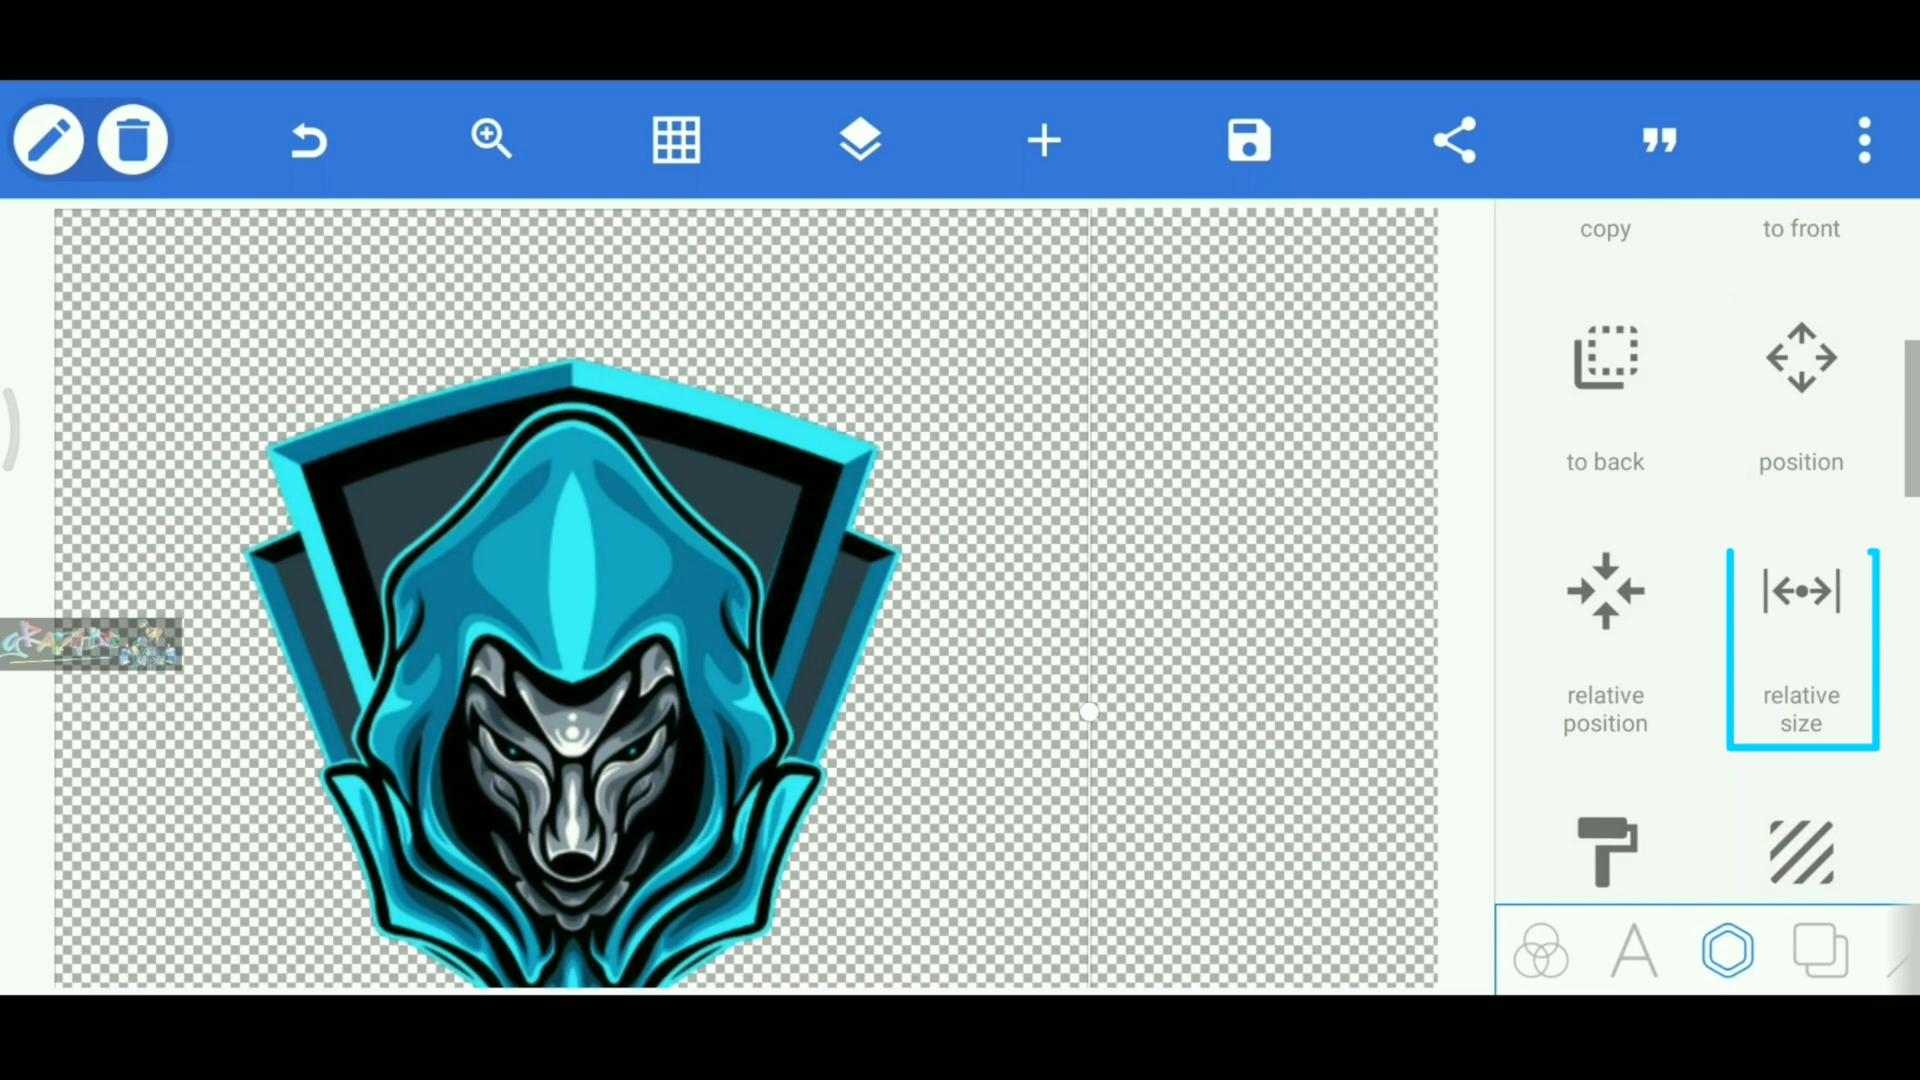 copy
to front
to back
position
relative
position
relative
size